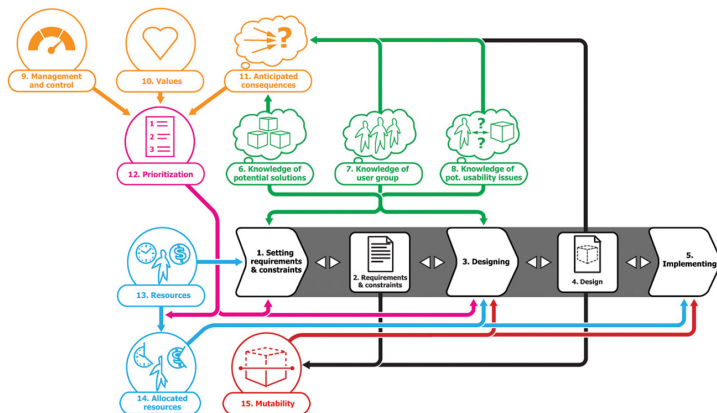 ?
9. Management
and control
10. Values
11. Anticipated
consequences
1
2
3
12. Prioritization
6. Knowledge of
potential solutions
7. Knowledge of
user group
?
?
8. Knowledge of
pot. usability issues
1. Setting
requirements
& constraints
2. Requirements
& constraints
3. Designing
4. Design
5.
Implementing
$
13. Resources
$
14. Allocated
resources
15. Mutability